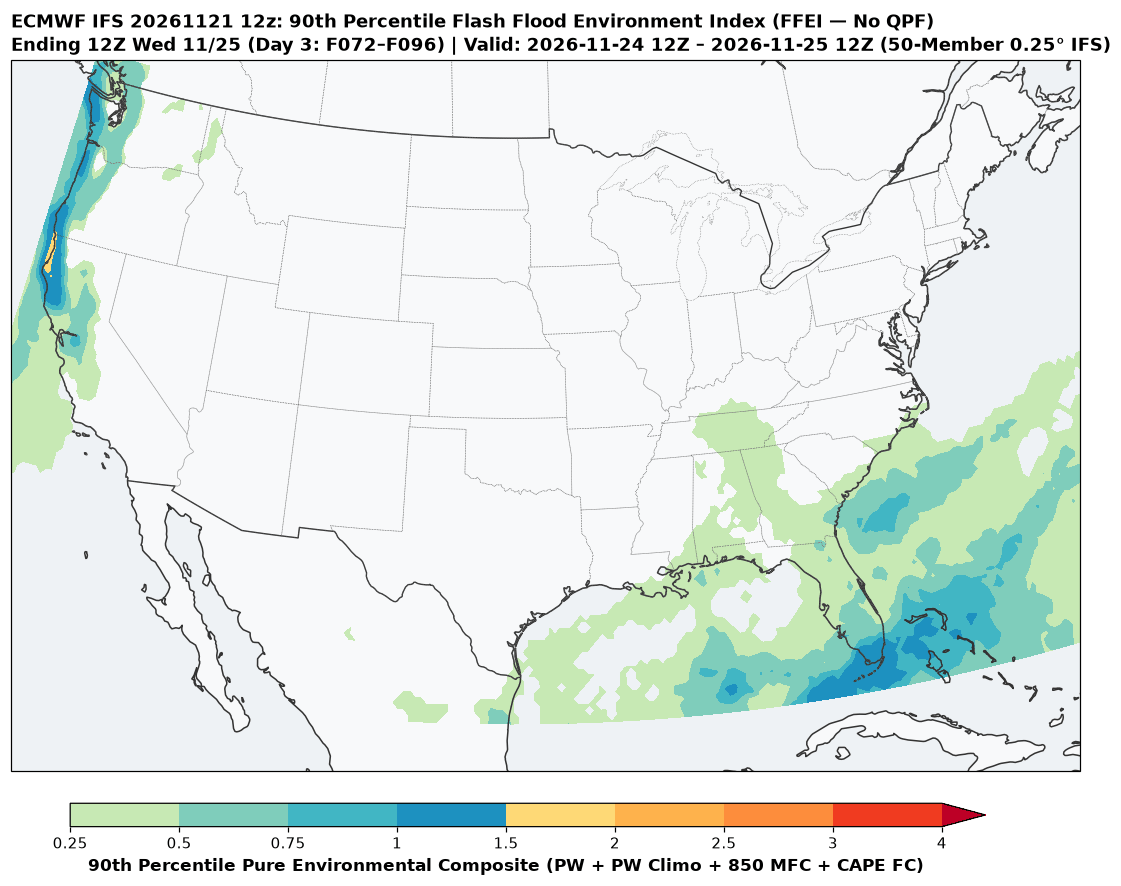 ECMWF IFS 20261121 12z: 90th Percentile Flash Flood Environment Index (FFEI — No QPF)
Ending 12Z Wed 11/25 (Day 3: F072–F096) | Valid: 2026-11-24 12Z – 2026-11-25 12Z (50-Member 0.25° IFS)
0.25 0.5 0.75 1 1.5 2 2.5 3 4
90th Percentile Pure Environmental Composite (PW + PW Climo + 850 MFC + CAPE FC)